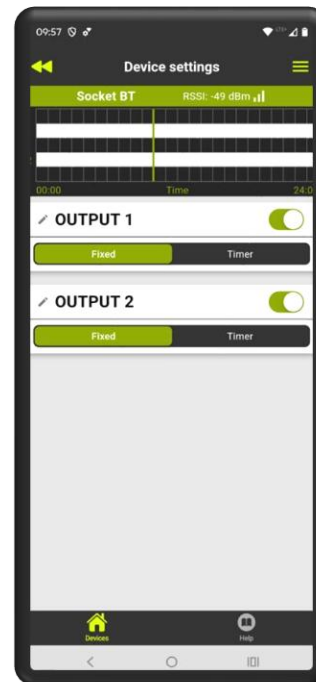 09:57
Device settings
Socket BT RSSI: -49 dBm
00:00 Time 24:0
OUTPUT 1
Fixed Timer
OUTPUT 2
Fixed Timer
Devices Help